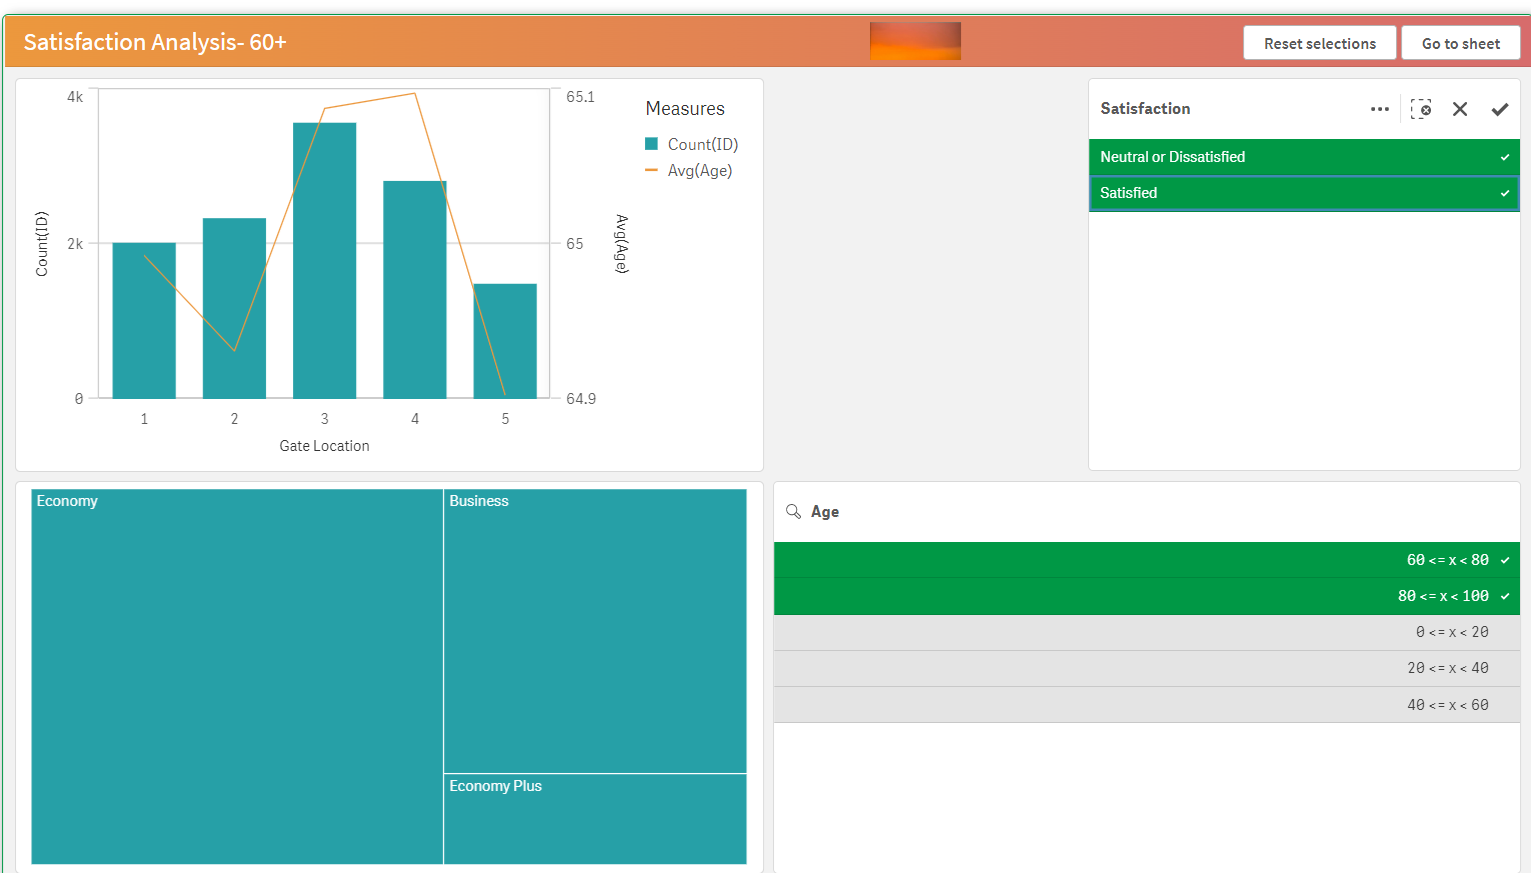 Satisfaction Analysis- 60+
Reset selections
Go to sheet
4k
2k
0
Count(ID)
65.1
65
64.9
Avg(Age)
1 2 3 4 5
Gate Location
Measures
Count(ID)
Avg(Age)
Satisfaction
Neutral or Dissatisfied
Satisfied
Economy
Business
Economy Plus
Age
60 <= x < 80
80 <= x < 100
0 <= x < 20
20 <= x < 40
40 <= x < 60